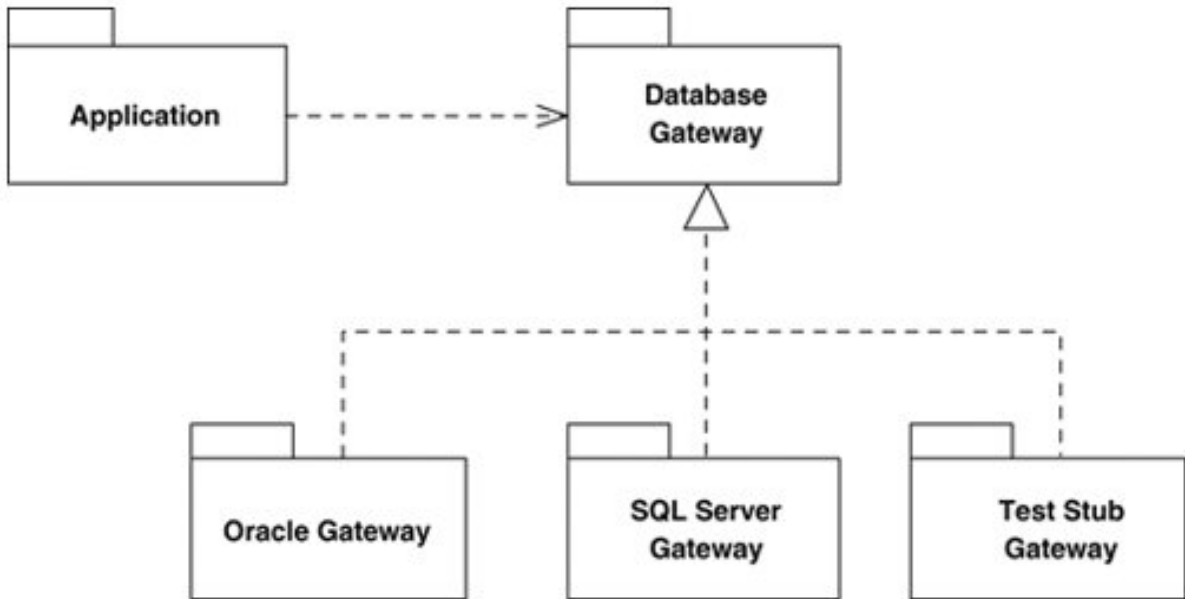 Application
Database
Gateway
Oracle Gateway
SQL Server
Gateway
Test Stub
Gateway